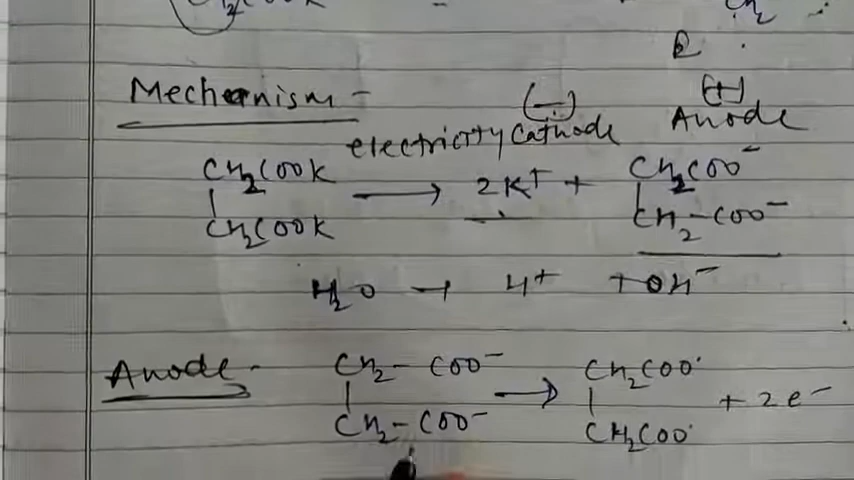 CH₂
Mechanism -
(-) (+)
electricity Cathode Anode
CH₂COOK → 2K⁺ + CH₂COO⁻
|
CH₂COOK CH₂-COO⁻
H₂O → H⁺ + OH⁻
Anode - CH₂- COO⁻ → CH₂COO· + 2e⁻
| |
CH₂- COO⁻ CH₂COO·